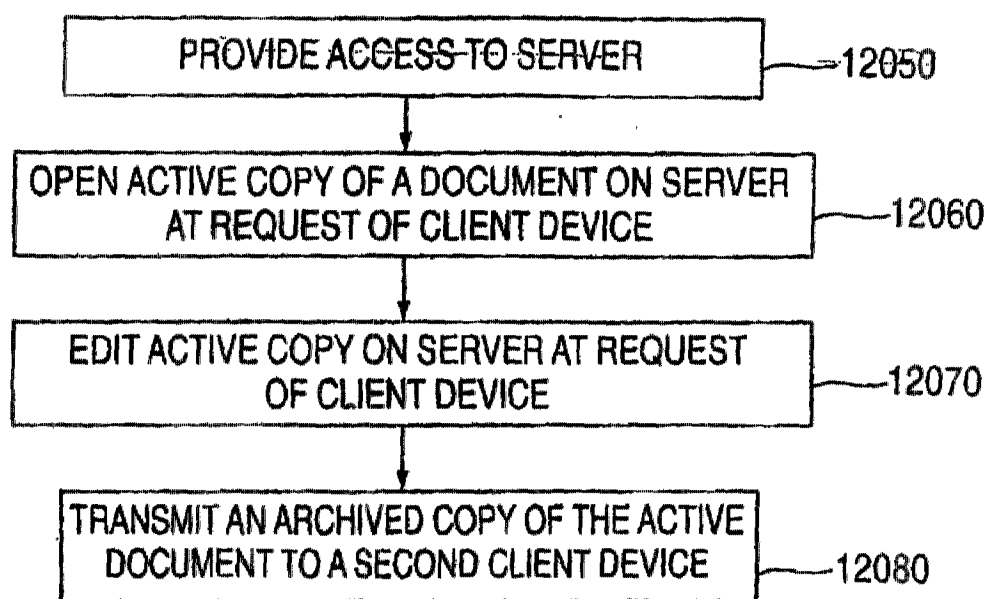 PROVIDE ACCESS TO SERVER
12050
OPEN ACTIVE COPY OF A DOCUMENT ON SERVER
AT REQUEST OF CLIENT DEVICE
12060
EDIT ACTIVE COPY ON SERVER AT REQUEST
OF CLIENT DEVICE
12070
TRANSMIT AN ARCHIVED COPY OF THE ACTIVE
DOCUMENT TO A SECOND CLIENT DEVICE
12080